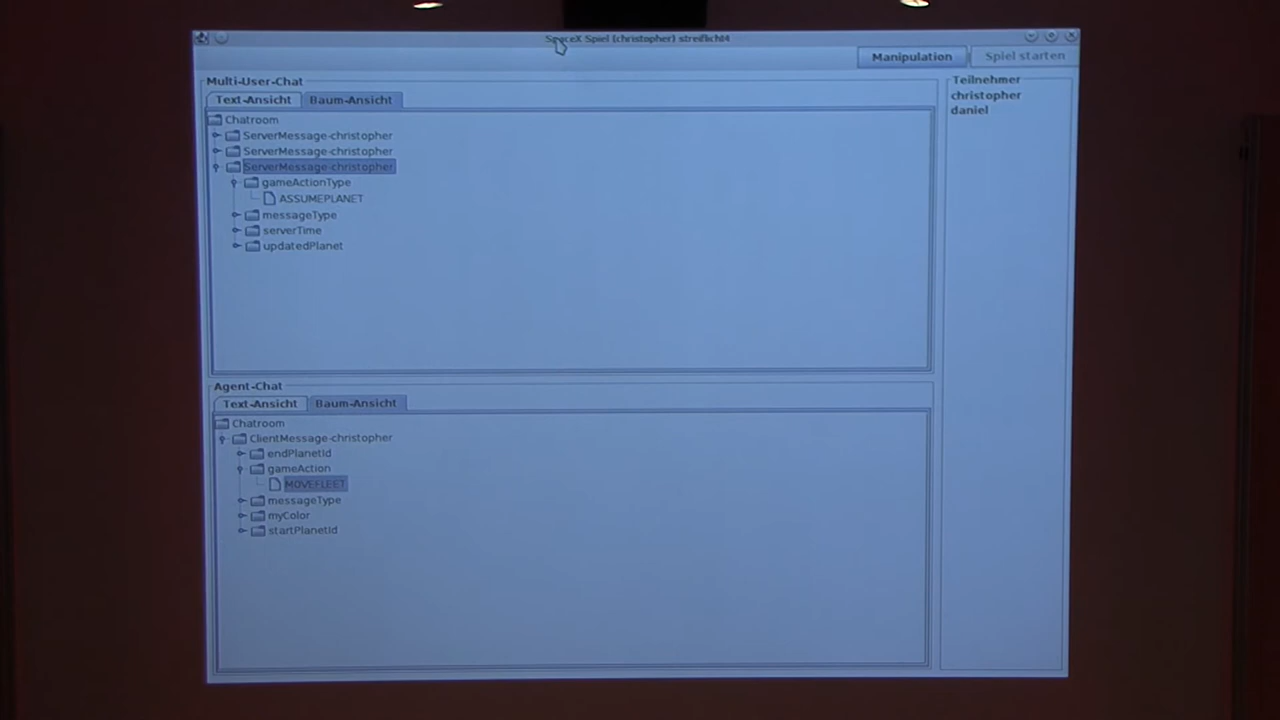 SpaceX Spiel (christopher) streiflicht4
Manipulation
Spiel starten
Multi-User-Chat
Text-Ansicht
Baum-Ansicht
Chatroom
ServerMessage-christopher
ServerMessage-christopher
ServerMessage-christopher
gameActionType
ASSUMEPLANET
messageType
serverTime
updatedPlanet
Agent-Chat
Text-Ansicht
Baum-Ansicht
Chatroom
ClientMessage-christopher
endPlanetId
gameAction
MOVEFLEET
messageType
myColor
startPlanetId
Teilnehmer
christopher
daniel